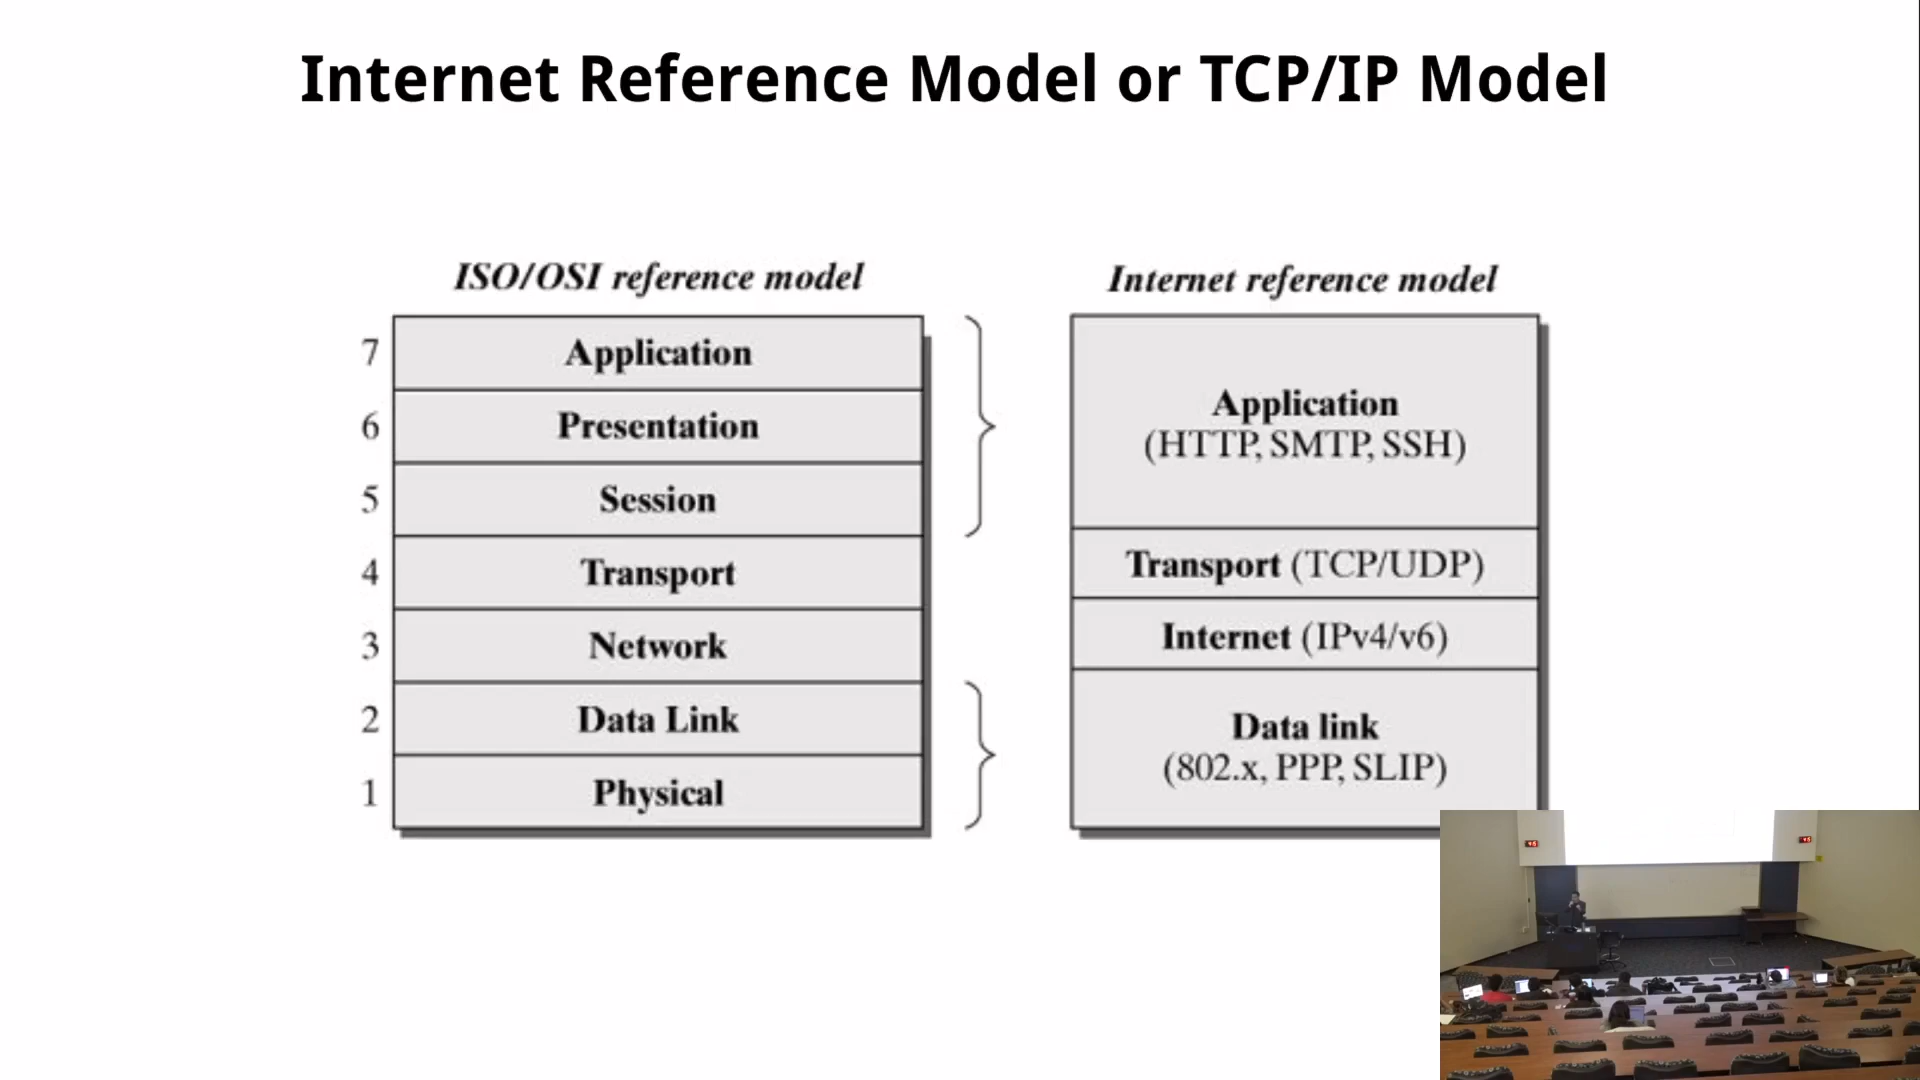 Internet Reference Model or TCP/IP Model
ISO/OSI reference model
7 Application
6 Presentation
5 Session
4 Transport
3 Network
2 Data Link
1 Physical
Internet reference model
Application
(HTTP, SMTP, SSH)
Transport (TCP/UDP)
Internet (IPv4/v6)
Data link
(802.x, PPP, SLIP)